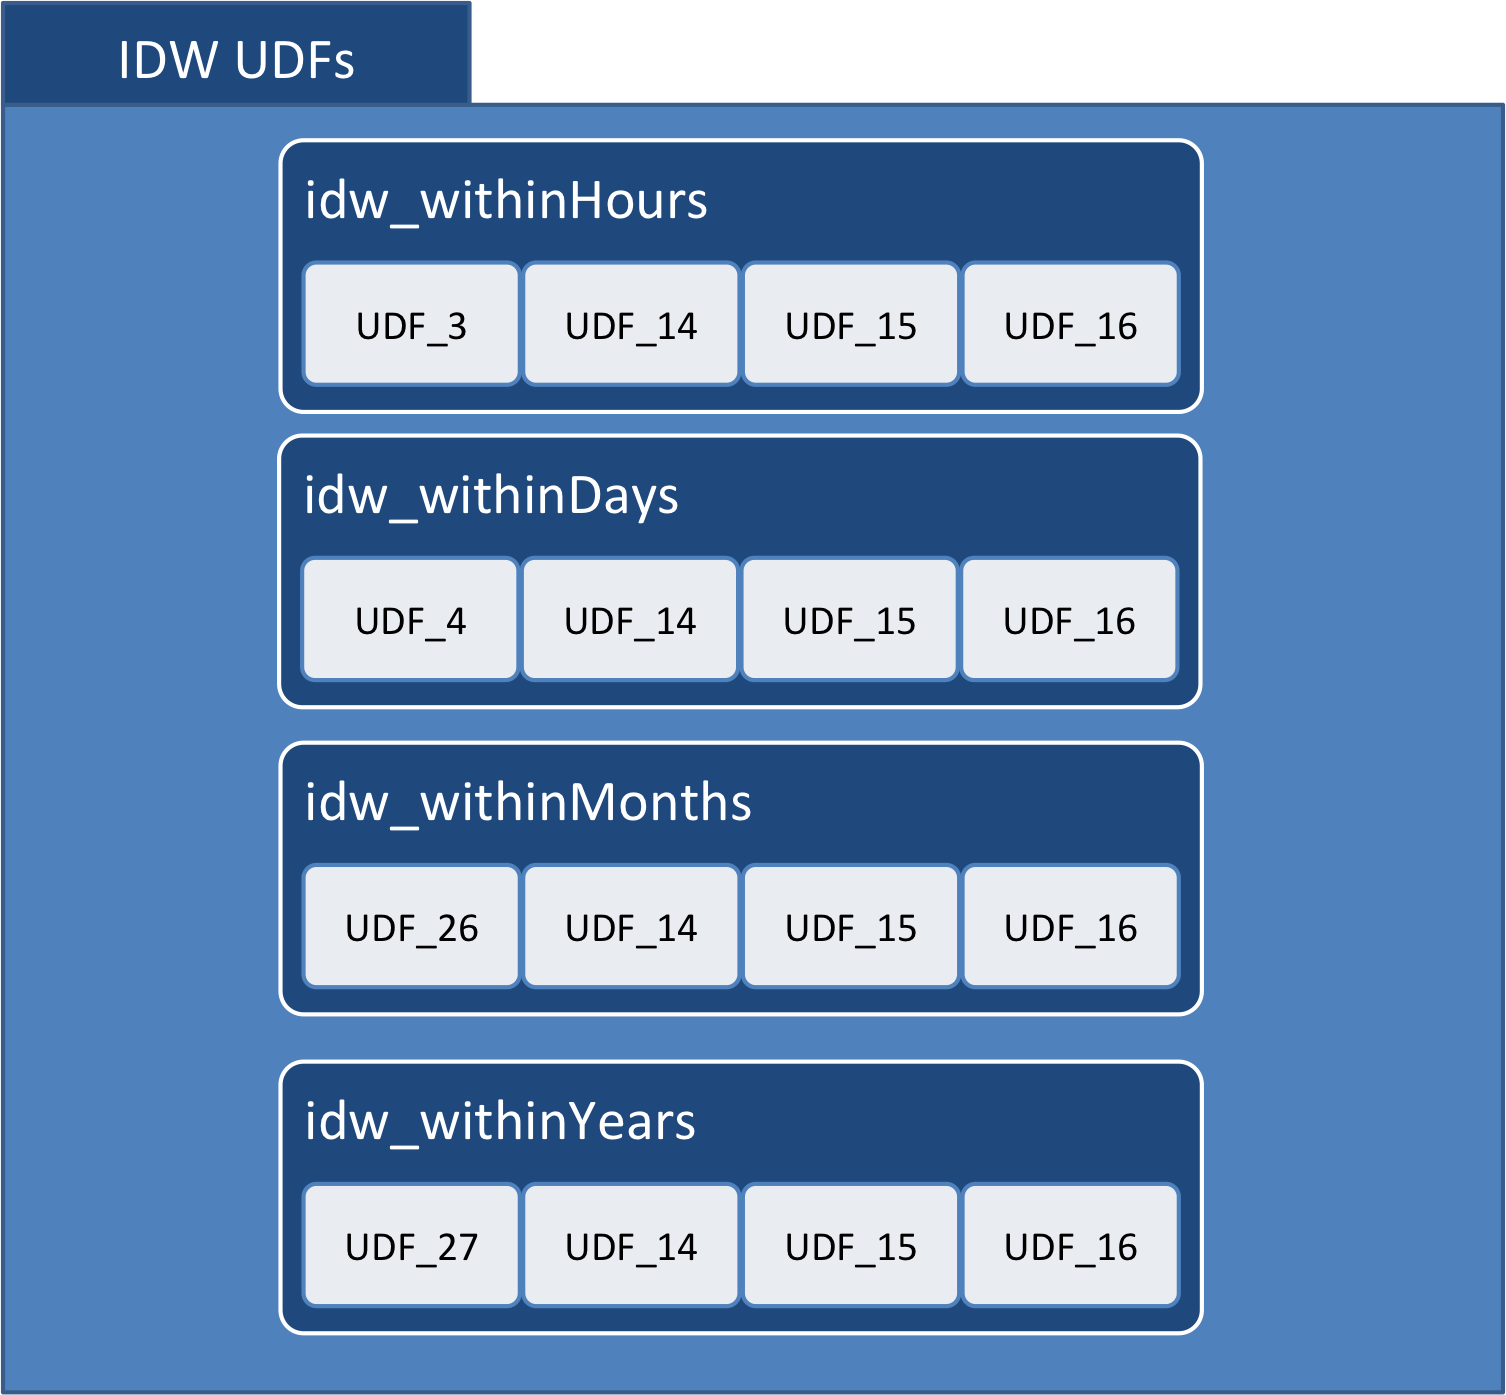 IDW UDFs
idw_withinHours
UDF_3 UDF_14 UDF_15 UDF_16
idw_withinDays
UDF_4 UDF_14 UDF_15 UDF_16
idw_withinMonths
UDF_26 UDF_14 UDF_15 UDF_16
idw_withinYears
UDF_27 UDF_14 UDF_15 UDF_16